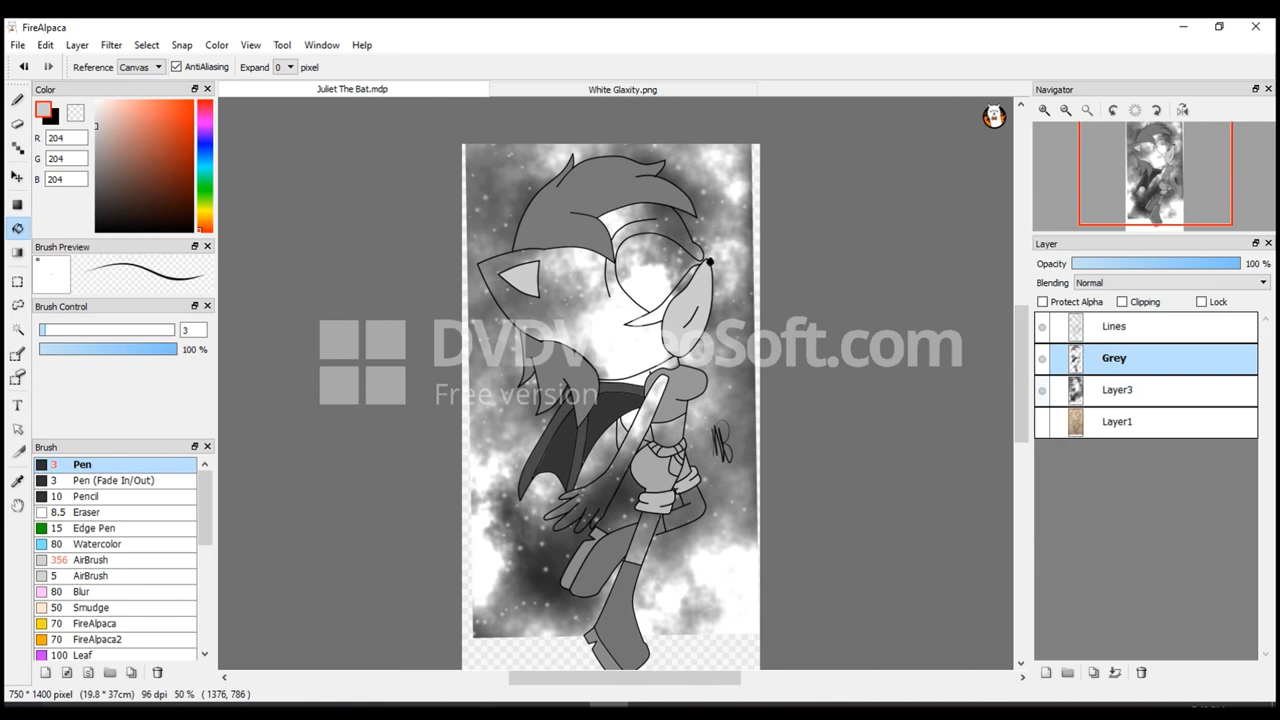 FireAlpaca
File Edit Layer Filter Select Snap Color View Tool Window Help
Reference Canvas AntiAliasing Expand 0 pixel
Color
Juliet The Bat.mdp
White Glaxity.png
Navigator
R 204
G 204
B 204
Brush Preview
Brush Control
3
100 %
Layer
Opacity 100 %
Blending Normal
Protect Alpha Clipping Lock
Lines
Grey
Layer3
Layer1
DVDV eoSoft.com
Free version
Brush
3 Pen
3 Pen (Fade In/Out)
10 Pencil
8.5 Eraser
15 Edge Pen
80 Watercolor
356 AirBrush
5 AirBrush
80 Blur
50 Smudge
70 FireAlpaca
70 FireAlpaca2
100 Leaf
T
750 * 1400 pixel (19.8 * 37cm) 96 dpi 50 % ( 1376, 786 )